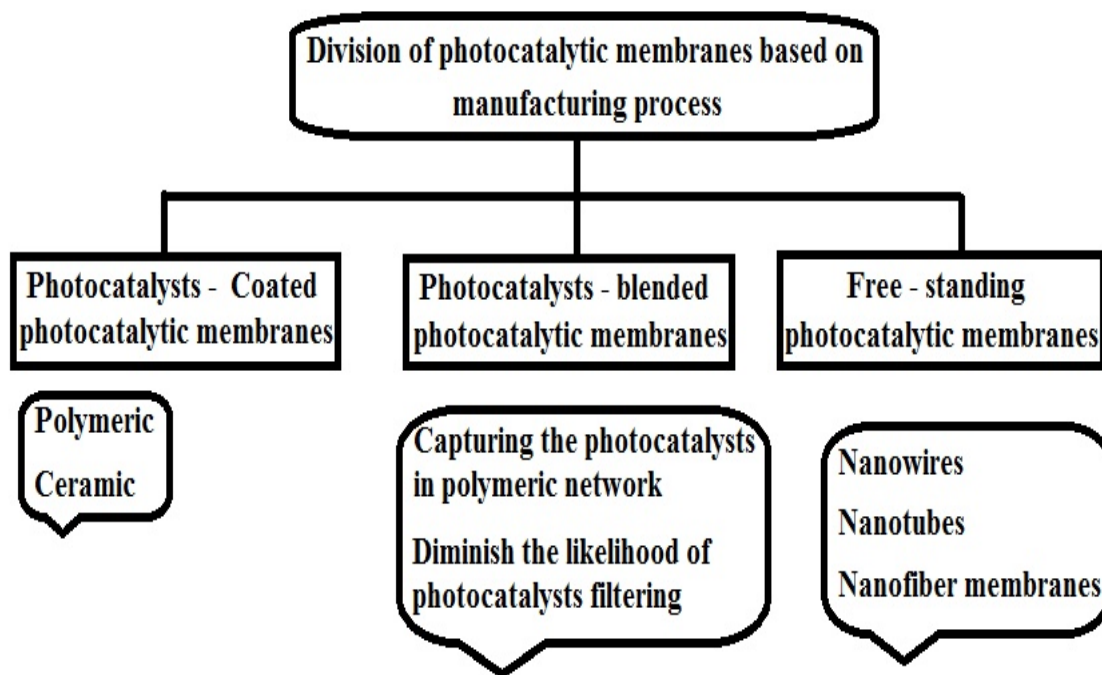 Division of photocatalytic membranes based on
manufacturing process
Photocatalysts - Coated
photocatalytic membranes
Photocatalysts - blended
photocatalytic membranes
Free - standing
photocatalytic membranes
Polymeric
Ceramic
Capturing the photocatalysts
in polymeric network
Diminish the likelihood of
photocatalysts filtering
Nanowires
Nanotubes
Nanofiber membranes